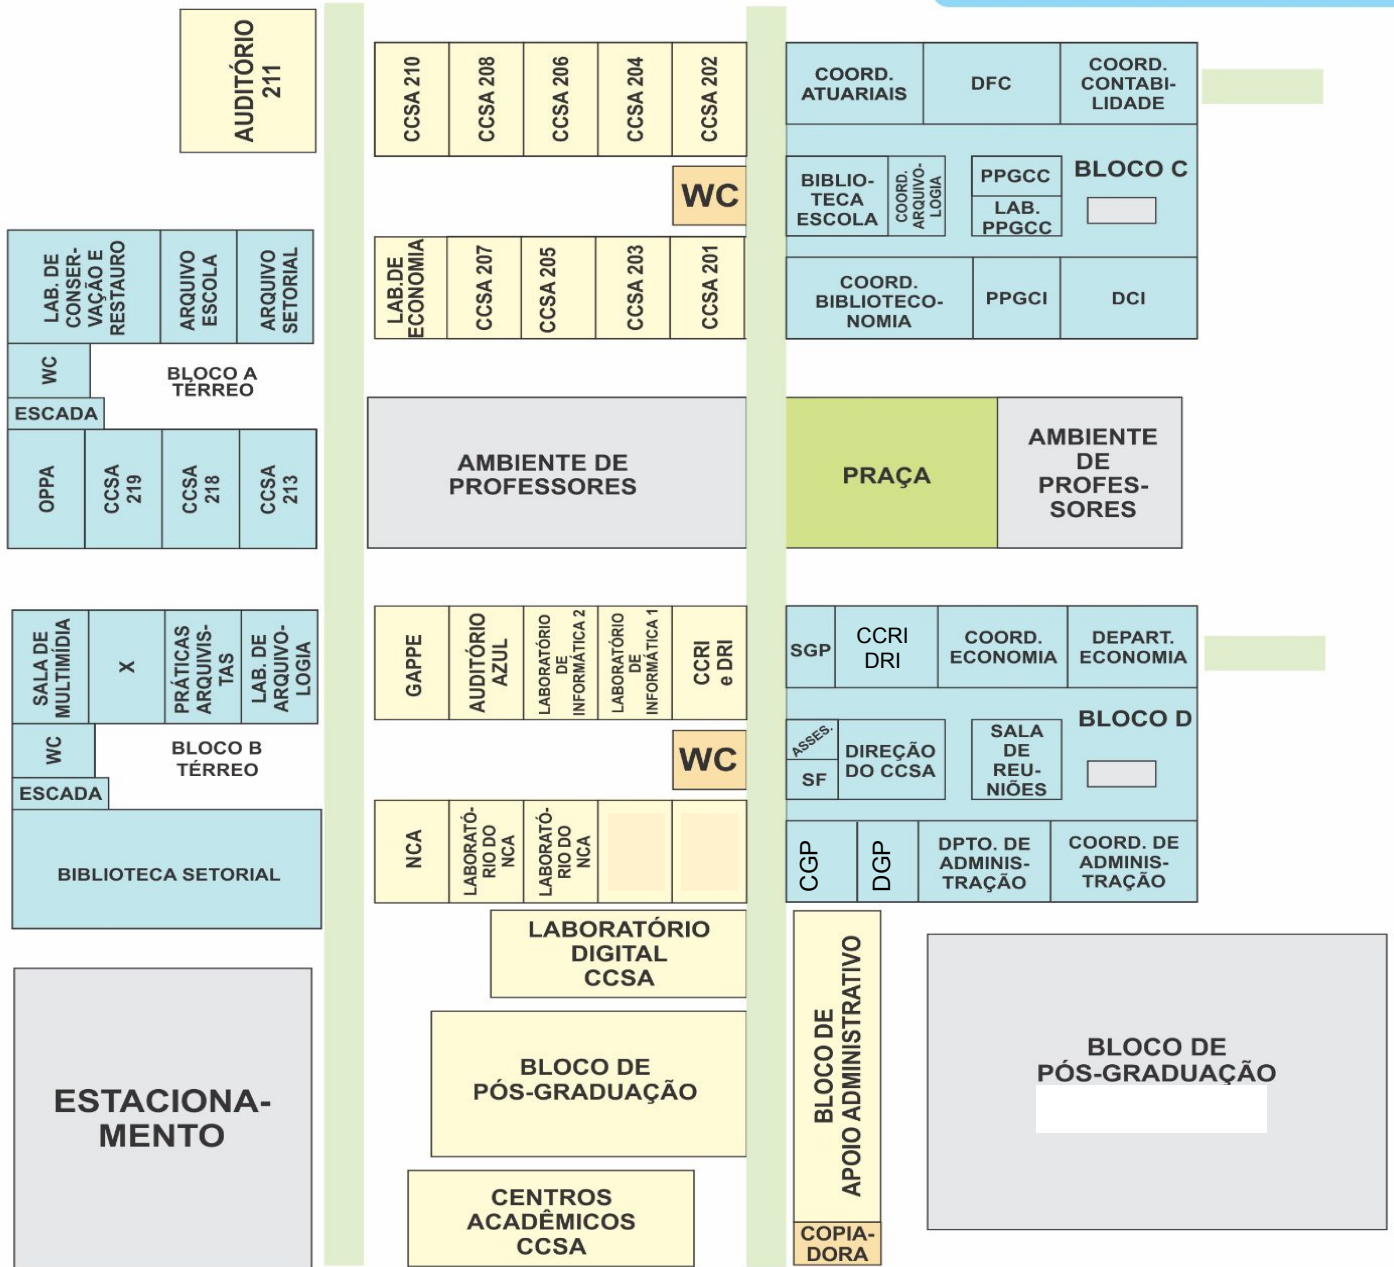 AUDITÓRIO
211
CCSA 210
CCSA 208
CCSA 206
CCSA 204
CCSA 202
COORD.
ATUARIAIS
DFC
COORD.
CONTABI-
LIDADE
WC
BIBLIO-
TECA
ESCOLA
COORD.
ARQUIVO-
LOGIA
PPGCC
LAB.
PPGCC
BLOCO C
LAB. DE
CONSER-
VAÇÃO E
RESTAURO
ARQUIVO
ESCOLA
ARQUIVO
SETORIAL
LAB.DE
ECONOMIA
CCSA 207
CCSA 205
CCSA 203
CCSA 201
COORD.
BIBLIOTECO-
NOMIA
PPGCI
DCI
WC
BLOCO A
TÉRREO
ESCADA
OPPA
CCSA
219
CCSA
218
CCSA
213
AMBIENTE DE
PROFESSORES
PRAÇA
AMBIENTE
DE
PROFES-
SORES
SALA DE
MULTIMÍDIA
X
PRÁTICAS
ARQUIVIS-
TAS
LAB. DE
ARQUIVO-
LOGIA
GAPPE
AUDITÓRIO
AZUL
LABORATÓRIO
DE
INFORMÁTICA 2
LABORATÓRIO
DE
INFORMÁTICA 1
CCRI
e DRI
SGP
CCRI
DRI
COORD.
ECONOMIA
DEPART.
ECONOMIA
WC
BLOCO B
TÉRREO
ESCADA
WC
ASSES.
SF
DIREÇÃO
DO CCSA
SALA
DE
REU-
NIÕES
BLOCO D
BIBLIOTECA SETORIAL
NCA
LABORATÓ-
RIO DO
NCA
LABORATÓ-
RIO DO
NCA
CGP
DGP
DPTO. DE
ADMINIS-
TRAÇÃO
COORD. DE
ADMINIS-
TRAÇÃO
LABORATÓRIO
DIGITAL
CCSA
ESTACIONA-
MENTO
BLOCO DE
PÓS-GRADUAÇÃO
BLOCO DE
APOIO ADMINISTRATIVO
BLOCO DE
PÓS-GRADUAÇÃO
CENTROS
ACADÊMICOS
CCSA
COPIA-
DORA